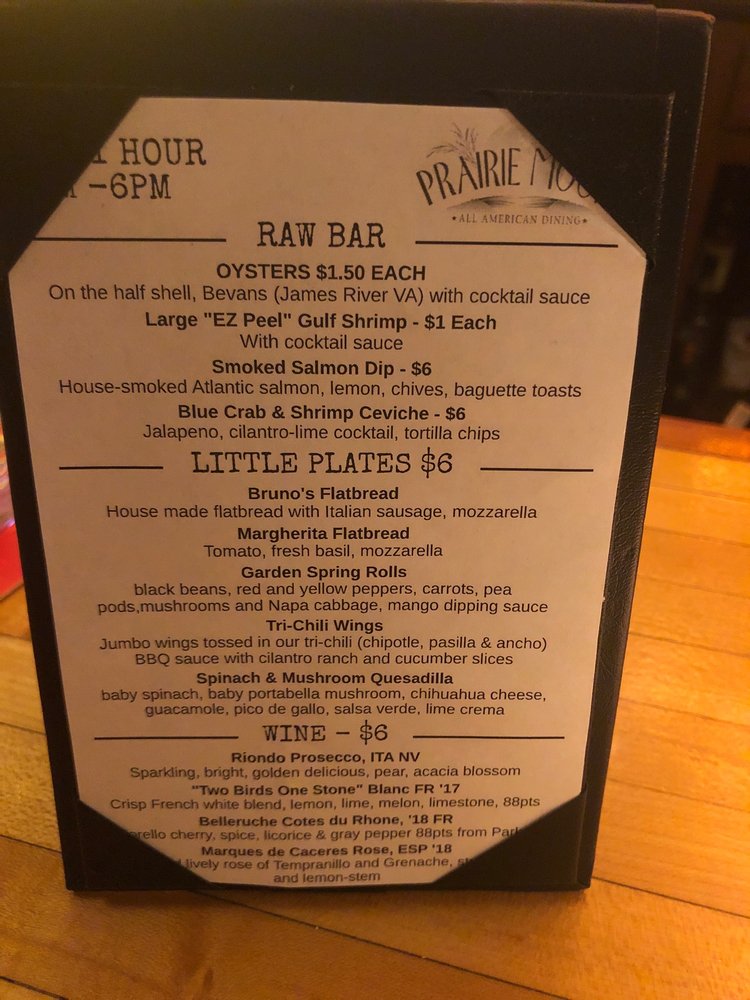 HOUR
-6PM
PRAIRIE
★ALL AMERICAN DINING★
RAW BAR
OYSTERS $1.50 EACH
On the half shell, Bevans (James River VA) with cocktail sauce
Large "EZ Peel" Gulf Shrimp - $1 Each
With cocktail sauce
Smoked Salmon Dip - $6
House-smoked Atlantic salmon, lemon, chives, baguette toasts
Blue Crab & Shrimp Ceviche - $6
Jalapeno, cilantro-lime cocktail, tortilla chips
LITTLE PLATES $6
Bruno's Flatbread
House made flatbread with Italian sausage, mozzarella
Margherita Flatbread
Tomato, fresh basil, mozzarella
Garden Spring Rolls
black beans, red and yellow peppers, carrots, pea
pods,mushrooms and Napa cabbage, mango dipping sauce
Tri-Chili Wings
Jumbo wings tossed in our tri-chili (chipotle, pasilla & ancho)
BBQ sauce with cilantro ranch and cucumber slices
Spinach & Mushroom Quesadilla
baby spinach, baby portabella mushroom, chihuahua cheese,
guacamole, pico de gallo, salsa verde, lime crema
WINE - $6
Riondo Prosecco, ITA NV
Sparkling, bright, golden delicious, pear, acacia blossom
"Two Birds One Stone" Blanc FR '17
Crisp French white blend, lemon, lime, melon, limestone, 88pts
Belleruche Cotes du Rhone, '18 FR
cherry, spice, licorice & gray pepper 88pts from
Marques de Caceres Rose, ESP '18
lively rose of Tempranillo and Grenache,
and lemon-stem